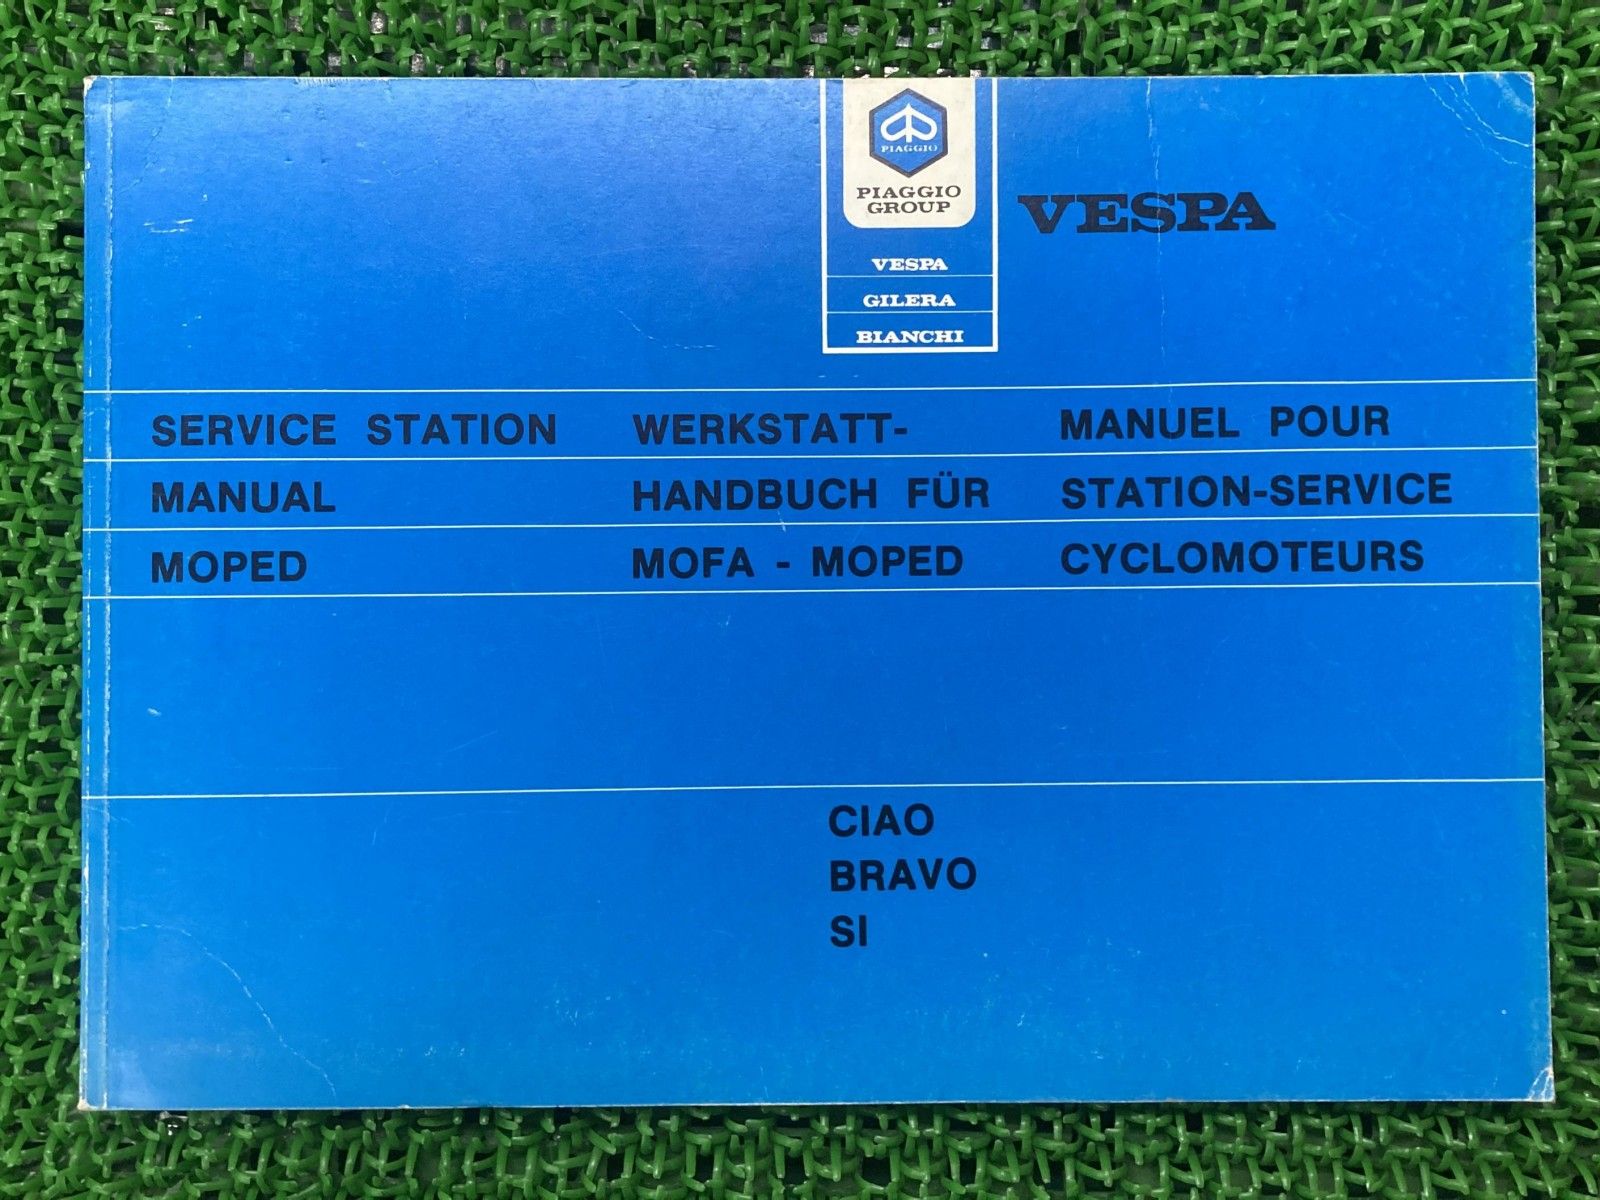 PIAGGIO
PIAGGIO
GROUP
VESPA
GILERA
BIANCHI
VESPA
SERVICE STATION
MANUAL
MOPED
WERKSTATT-
HANDBUCH FÜR
MOFA - MOPED
MANUEL POUR
STATION-SERVICE
CYCLOMOTEURS
CIAO
BRAVO
SI